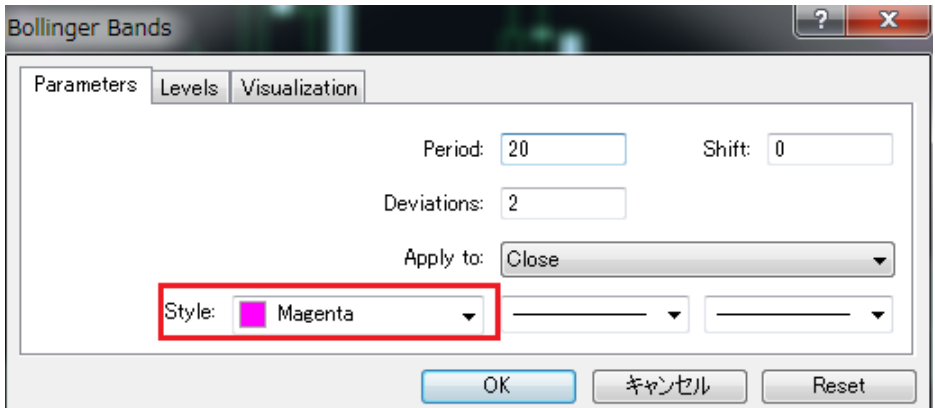 Bollinger Bands ? x
Parameters Levels Visualization
Period: 20 Shift: 0
Deviations: 2
Apply to: Close
Style: Magenta
OK キャンセル Reset